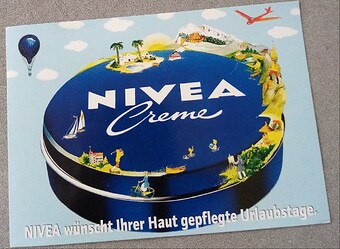 NIVEA
Creme
NIVEA wünscht Ihrer Haut gepflegte Urlaubstage.